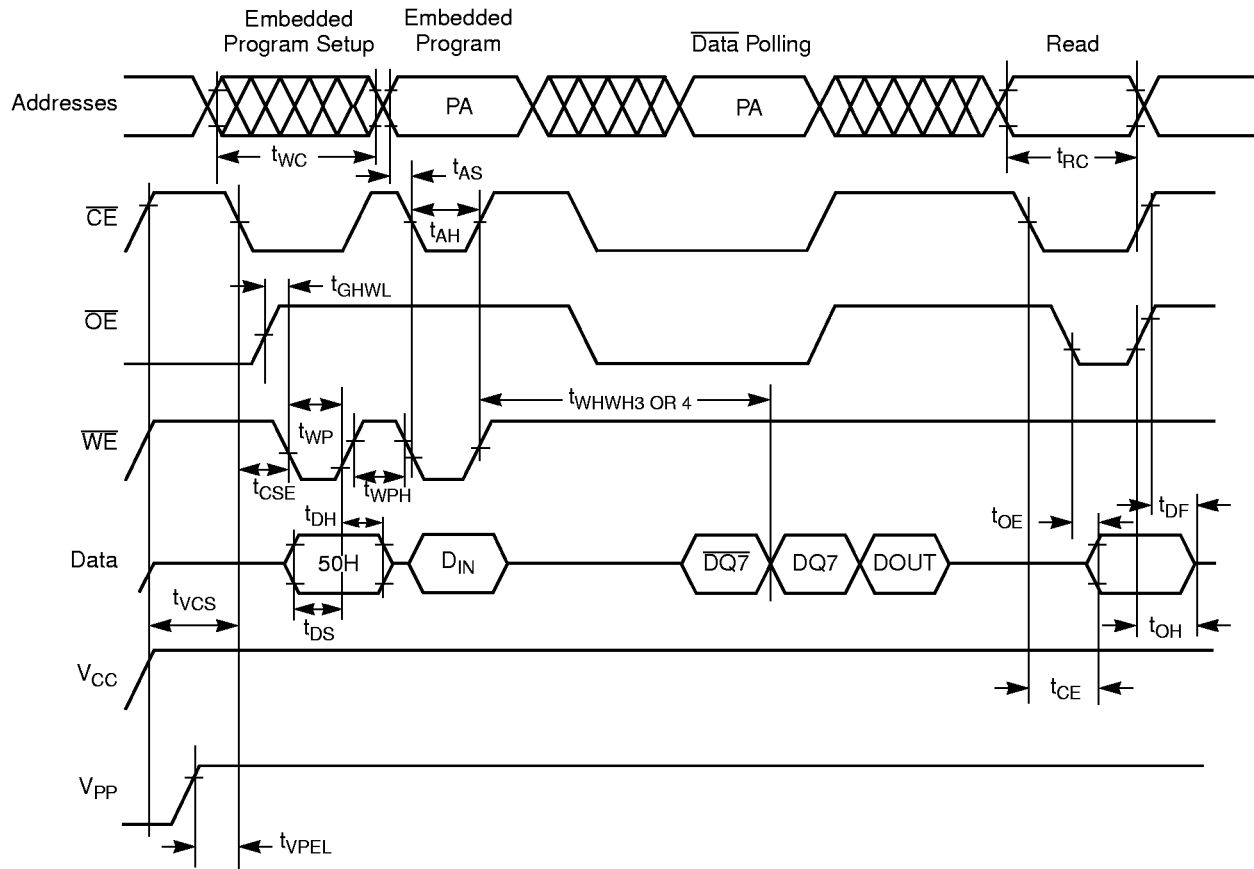 Embedded Program Setup
Embedded Program
Data Polling
Read
Addresses
PA
PA
tWC
tAS
tRC
CE
tAH
tGHWL
OE
tWHWH3 OR 4
WE
tWP
tCSE
tWPH
tDH
tOE
tDF
Data
50H
DIN
DQ7
DQ7
DOUT
tVCS
tDS
tOH
VCC
tCE
VPP
tVPEL